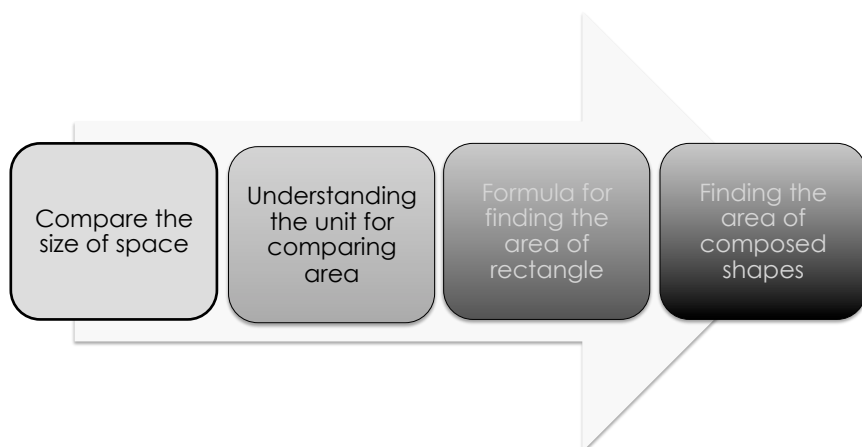 Compare the
size of space
Understanding
the unit for
comparing
area
Formula for
finding the
area of
rectangle
Finding the
area of
composed
shapes